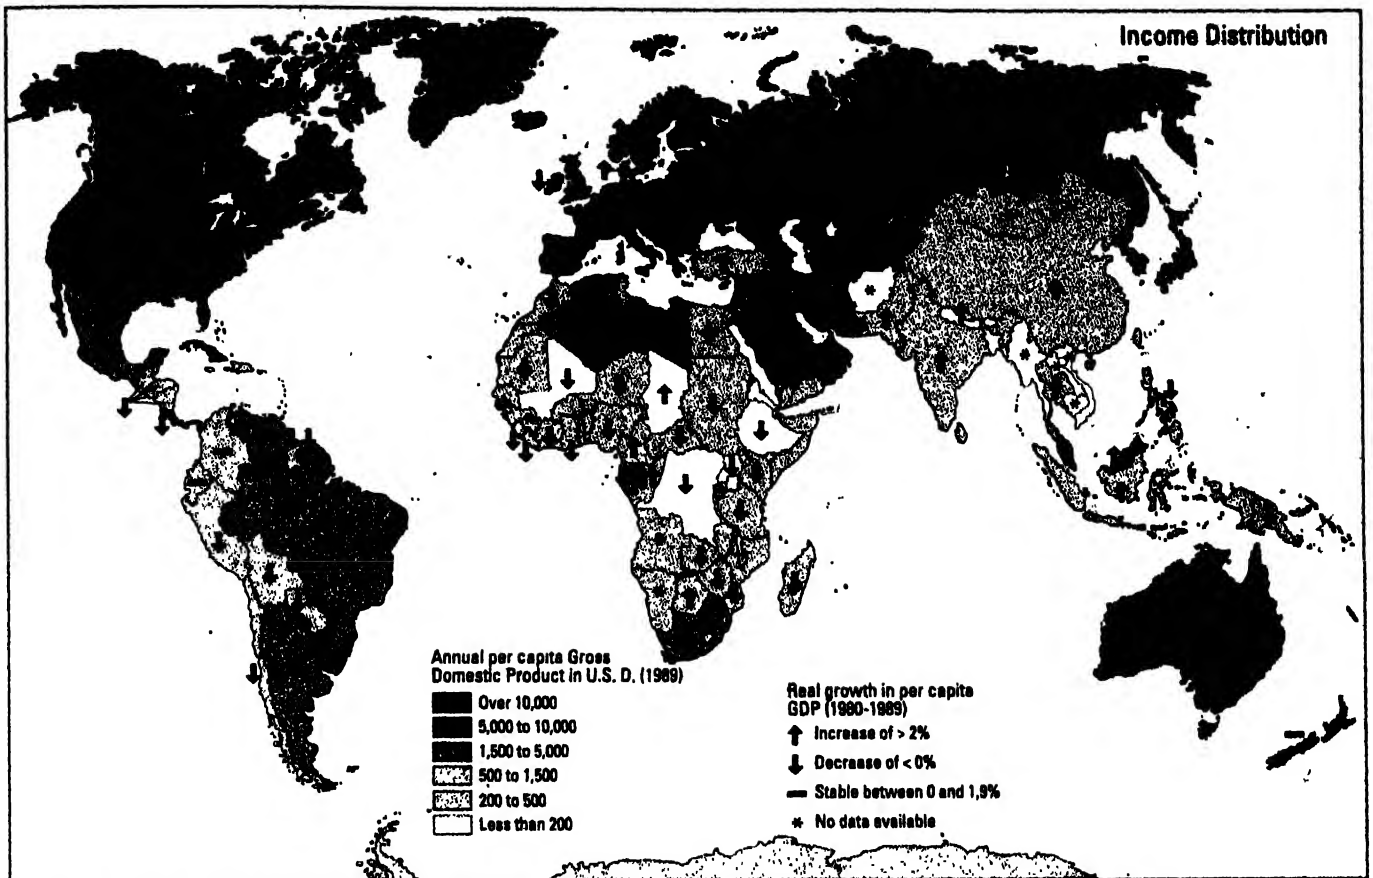 Income Distribution
Annual per capita Gross
Domestic Product in U.S. D. (1989)
Over 10,000
5,000 to 10,000
1,500 to 5,000
500 to 1,500
200 to 500
Less than 200
Real growth in per capita
GDP (1980-1989)
Increase of > 2%
Decrease of < 0%
Stable between 0 and 1,9%
* No data available